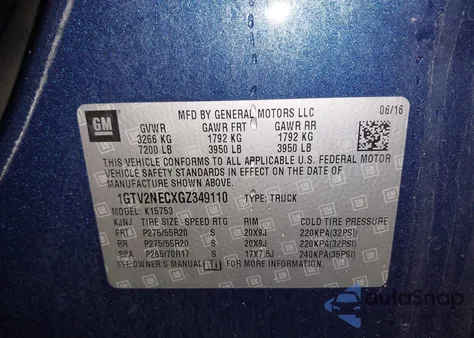 MFD BY GENERAL MOTORS LLC 06/16
GM GVWR GAWR FRT GAWR RR
3266 KG 1792 KG 1792 KG
7200 LB 3950 LB 3950 LB
THIS VEHICLE CONFORMS TO ALL APPLICABLE U.S. FEDERAL MOTOR
VEHICLE SAFETY AND THEFT PREVENTION STANDARDS IN EFFECT ON THE DATE OF
MANUFACTURE SHOWN ABOVE.
1GTV2NECXGZ349110 TYPE: TRUCK
MODEL: K15753
KJNJ TIRE SIZE SPEED RTG RIM COLD TIRE PRESSURE
FRT P275/55R20 S 20X9J 220KPA(32PSI)
RR P275/55R20 S 20X9J 220KPA(32PSI)
SPA P265/70R17 S 17X7.5J 240KPA(35PSI)
SEE OWNER'S MANUAL FOR MORE INFORMATION.
AutoSnap